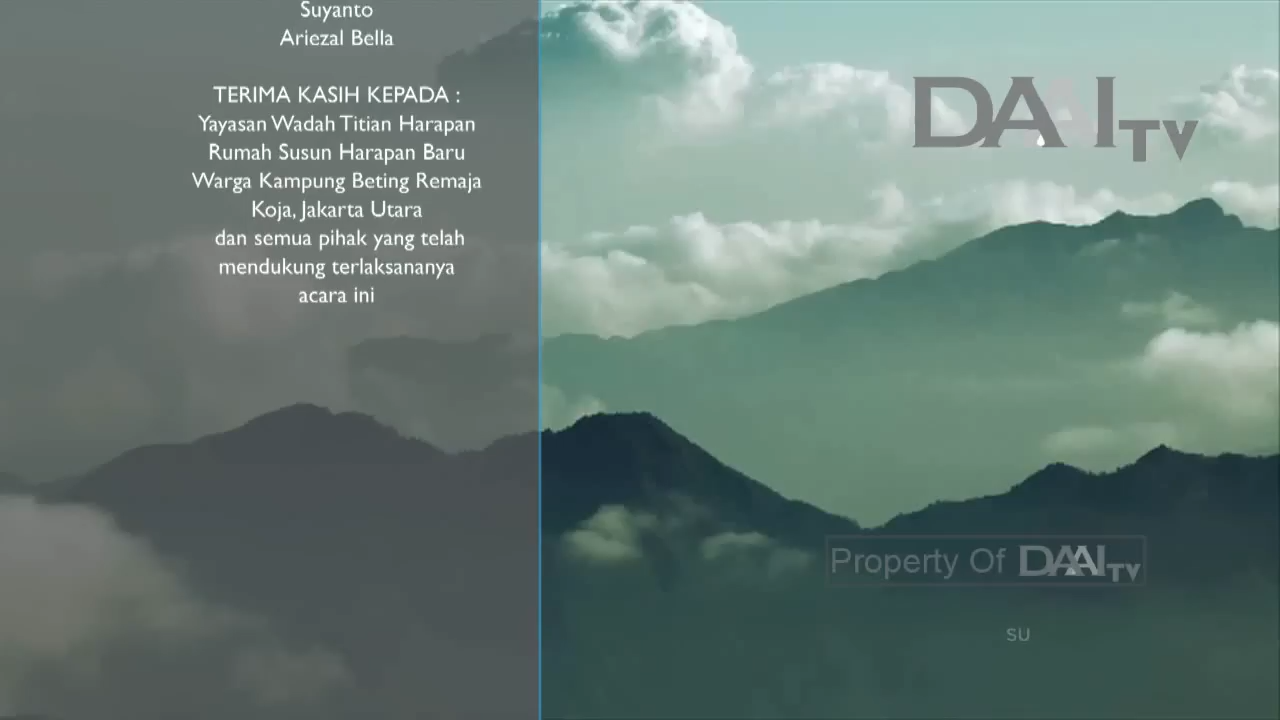 Suyanto
Ariezal Bella
TERIMA KASIH KEPADA :
Yayasan Wadah Titian Harapan
Rumah Susun Harapan Baru
Warga Kampung Beting Remaja
Koja, Jakarta Utara
dan semua pihak yang telah
mendukung terlaksananya
acara ini
DAAI TV
Property Of DAAI TV
SU